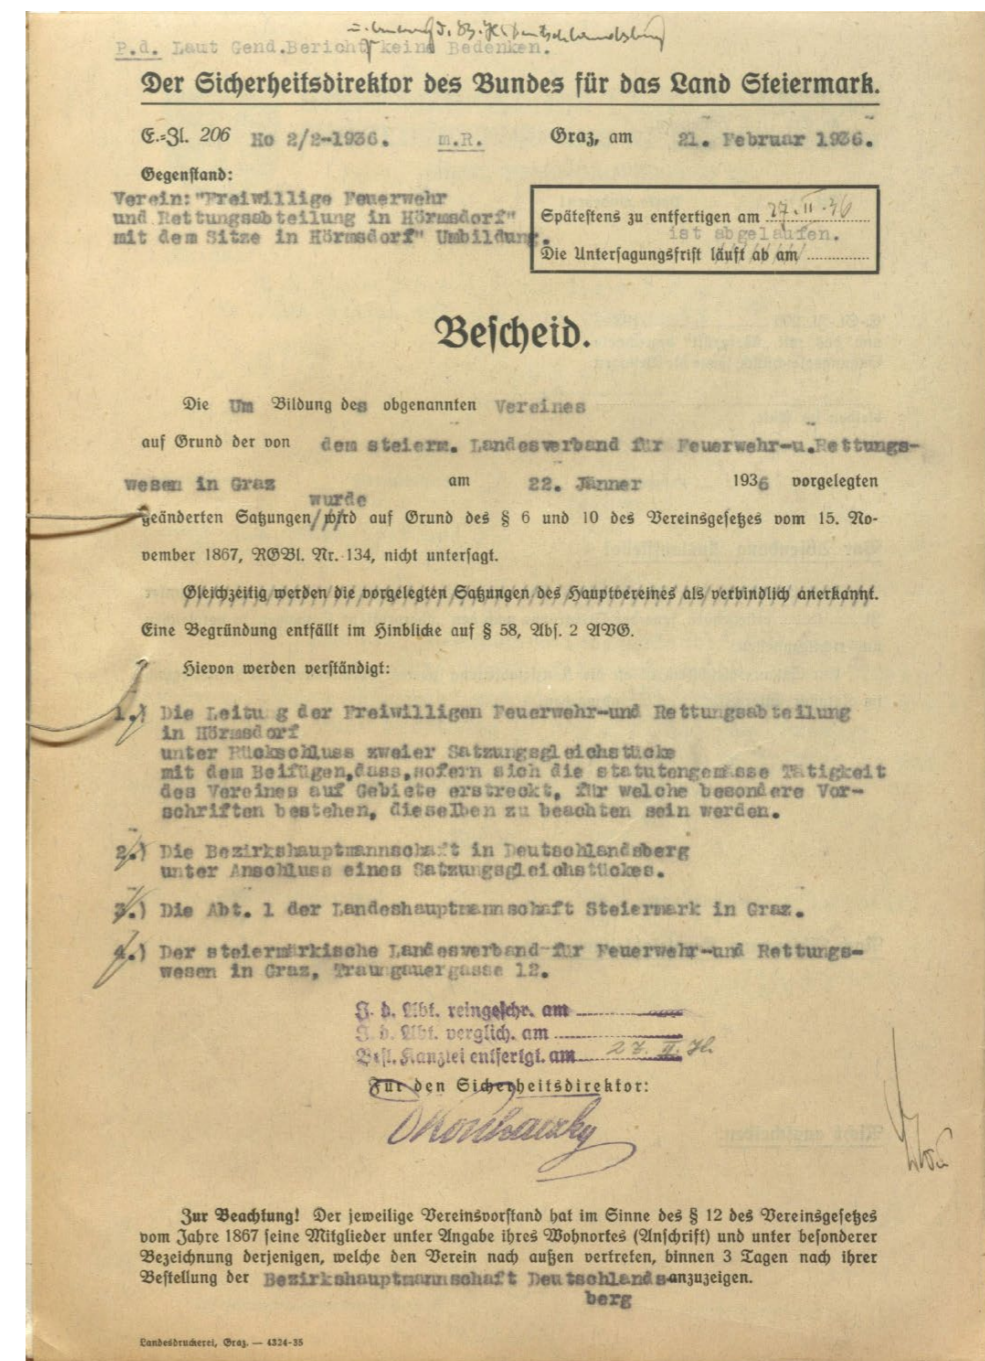 P.d. Laut Gend.Bericht keine Bedenken.
Der Sicherheitsdirektor des Bundes für das Land Steiermark.
E.-Zl. 206 Ho 2/2-1936. m.R. Graz, am 21. Februar 1936.
Gegenstand:
Verein: "Freiwillige Feuerwehr
und Rettungsabteilung in Hörmsdorf"
mit dem Sitze in Hörmsdorf" Umbildung.
Spätestens zu entfertigen am 27.II.36
ist abgelaufen.
Die Untersagungsfrist läuft ab am
Bescheid.
Die Um Bildung des obgenannten Vereines
auf Grund der von dem steierm. Landesverband für Feuerwehr-u.Rettungs-
wesen in Graz am 22. Jänner 1936 vorgelegten
wurde
geänderten Satzungen wird auf Grund des § 6 und 10 des Vereinsgesetzes vom 15. No-
vember 1867, RGBl. Nr. 134, nicht untersagt.
Gleichzeitig werden die vorgelegten Satzungen des Hauptvereines als verbindlich anerkannt.
Eine Begründung entfällt im Hinblicke auf § 58, Abs. 2 AVG.
Hievon werden verständigt:
1.) Die Leitu g der Freiwilligen Feuerwehr-und Rettungsabteilung
in Hörmsdorf
unter Rückschluss zweier Satzungsgleichstücke
mit dem Beifügen,dass,sofern sich die statutengemässe Tätigkeit
des Vereines auf Gebiete erstreckt, für welche besondere Vor-
schriften bestehen, dieselben zu beachten sein werden.
2.) Die Bezirkshauptmannschaft in Deutschlandsberg
unter Anschluss eines Satzungsgleichstückes.
3.) Die Abt. 1 der Landeshauptmannschaft Steiermark in Graz.
4.) Der steiermärkische Landesverband für Feuerwehr-und Rettungs-
wesen in Graz, Traungauergasse 12.
J. d. Abt. reingeschr. am
J. d. Abt. verglich. am
Best. Kanzlei entfertgt. am 27. II. 36
Für den Sicherheitsdirektor:
Zur Beachtung! Der jeweilige Vereinsvorstand hat im Sinne des § 12 des Vereinsgesetzes
vom Jahre 1867 seine Mitglieder unter Angabe ihres Wohnortes (Anschrift) und unter besonderer
Bezeichnung derjenigen, welche den Verein nach außen vertreten, binnen 3 Tagen nach ihrer
Bestellung der Bezirkshauptmannschaft Deutschlands-anzuzeigen.
berg
Landesdruckerei, Graz. — 4324-35